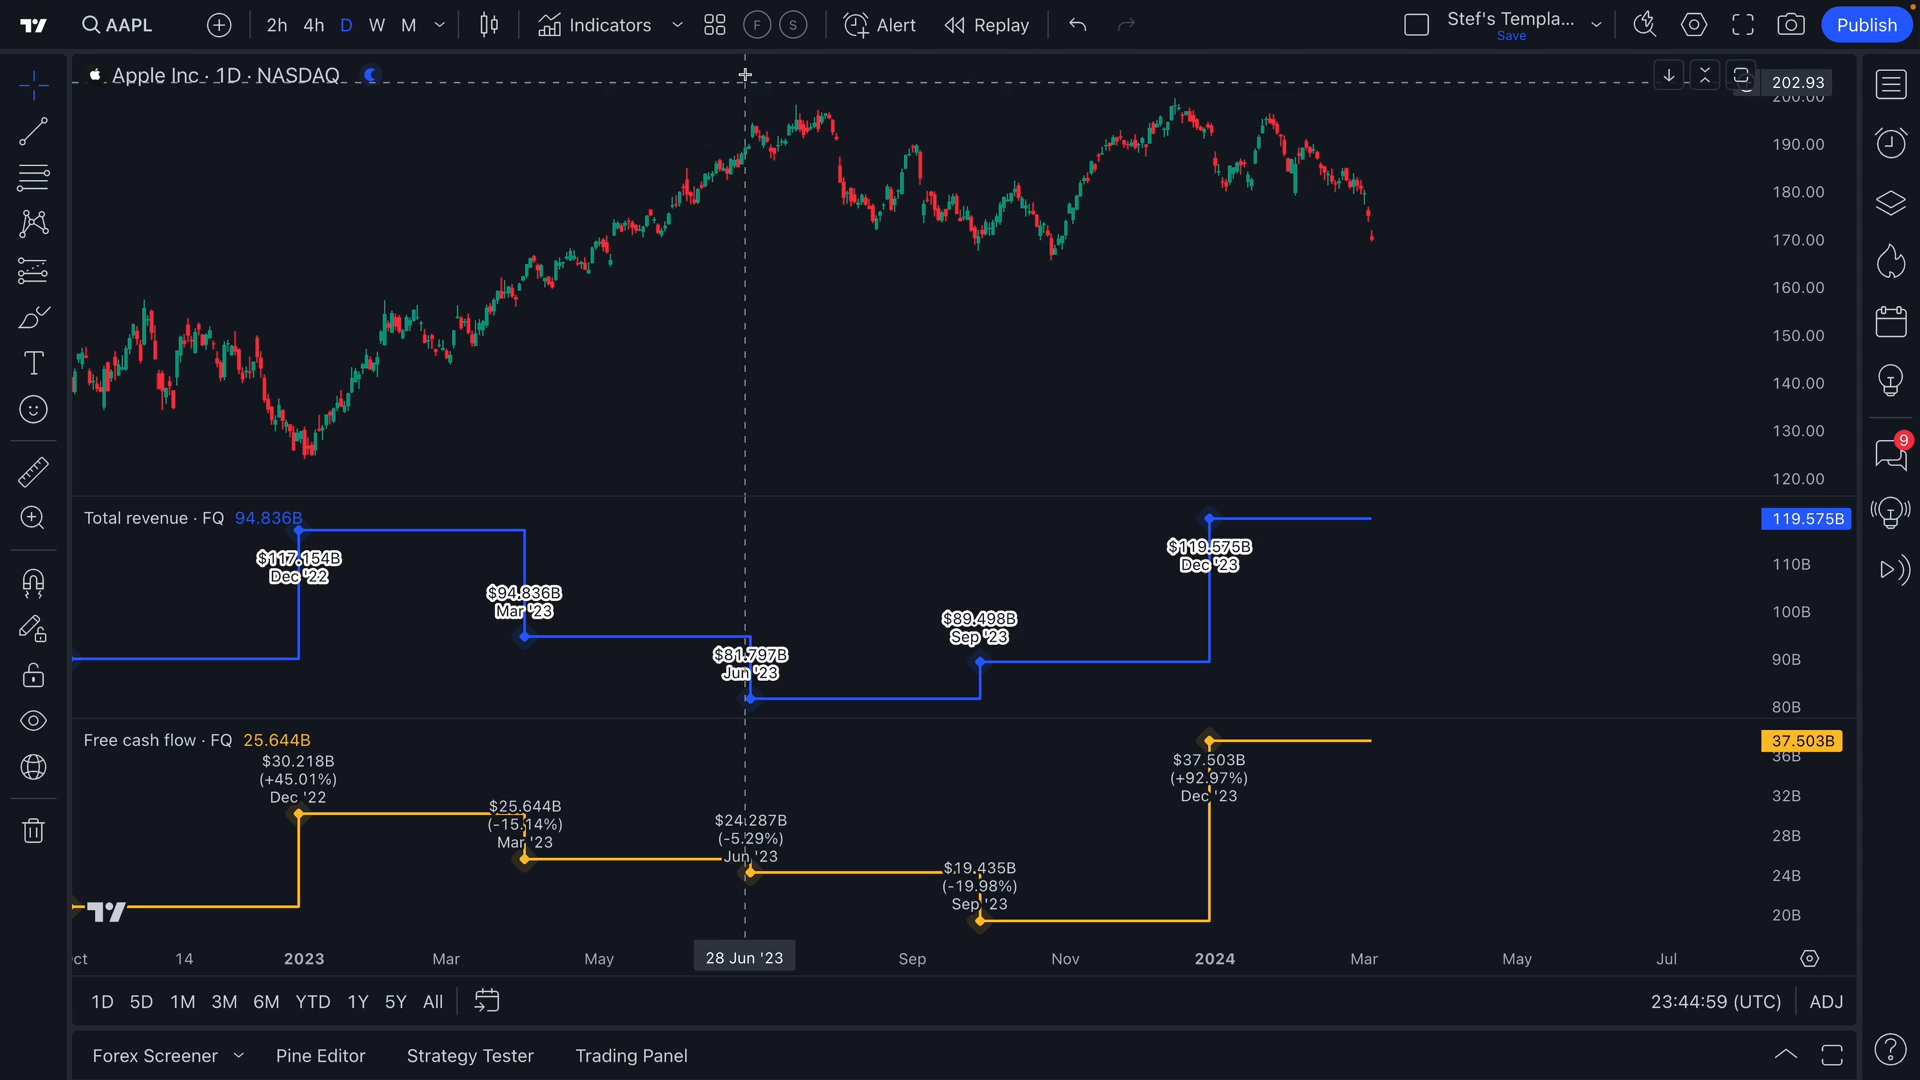 AAPL
2h 4h D W M
Indicators
F S
Alert
Replay
Stef's Templa...
Save
Publish
Apple Inc · 1D · NASDAQ
202.93
200.00
190.00
180.00
170.00
160.00
150.00
140.00
130.00
120.00
9
Total revenue · FQ 94.836B
119.575B
110B
100B
90B
80B
$117.154B
Dec '22
$94.836B
Mar '23
$81.797B
Jun '23
$89.498B
Sep '23
$119.575B
Dec '23
Free cash flow · FQ 25.644B
37.503B
36B
32B
28B
24B
20B
$30.218B
(+45.01%)
Dec '22
$25.644B
(-15.14%)
Mar '23
$24.287B
(-5.29%)
Jun '23
$19.435B
(-19.98%)
Sep '23
$37.503B
(+92.97%)
Dec '23
ct 14 2023 Mar May 28 Jun '23 Sep Nov 2024 Mar May Jul
1D 5D 1M 3M 6M YTD 1Y 5Y All
23:44:59 (UTC) ADJ
Forex Screener Pine Editor Strategy Tester Trading Panel